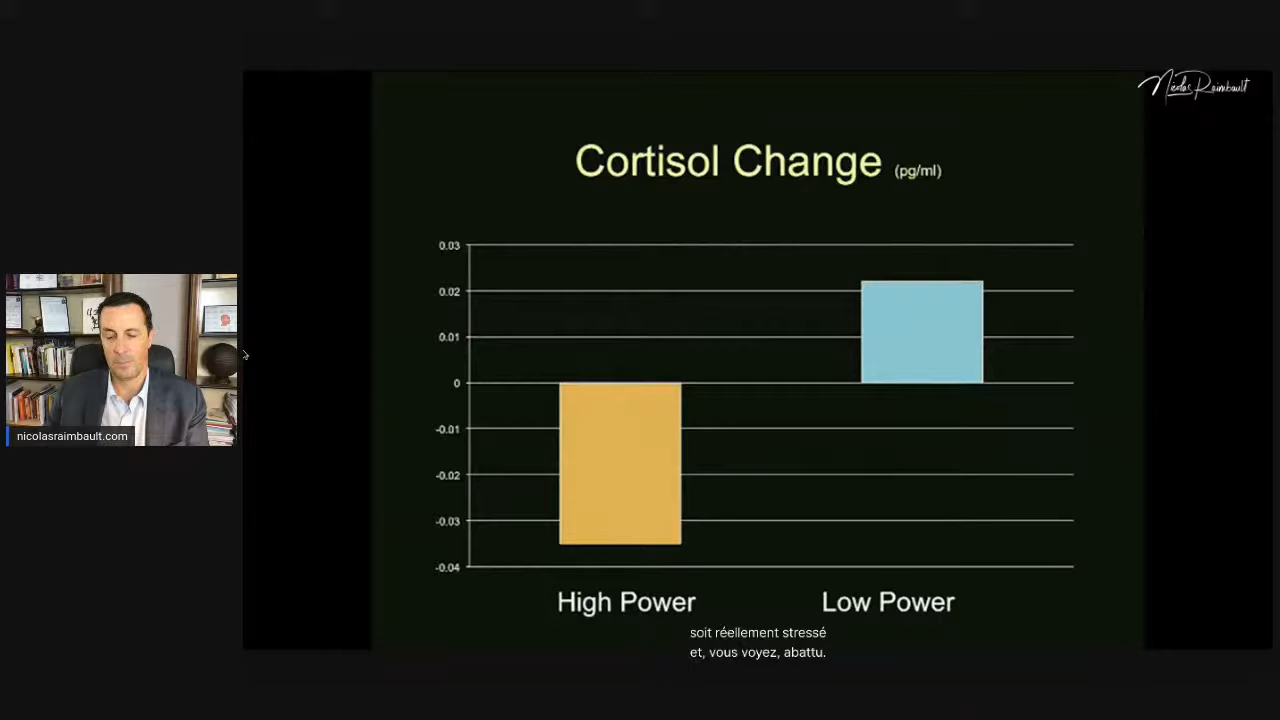 Nicolas Raimbault
Cortisol Change (pg/ml)
0.03
0.02
0.01
0
-0.01
-0.02
-0.03
-0.04
High Power
Low Power
soit réellement stressé
et, vous voyez, abattu.
nicolasraimbault.com